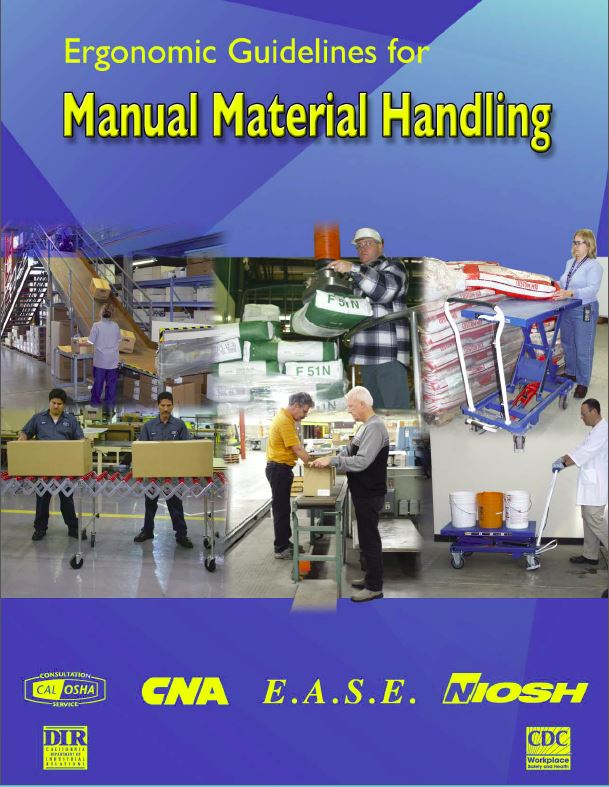 Ergonomic Guidelines for
Manual Material Handling
F 51N
F 51N
CONSULTATION
CAL OSHA
SERVICE
CNA
E.A.S.E.
NIOSH
DIR
CALIFORNIA
DEPARTMENT OF
INDUSTRIAL
RELATIONS
CDC
Workplace
Safety and Health